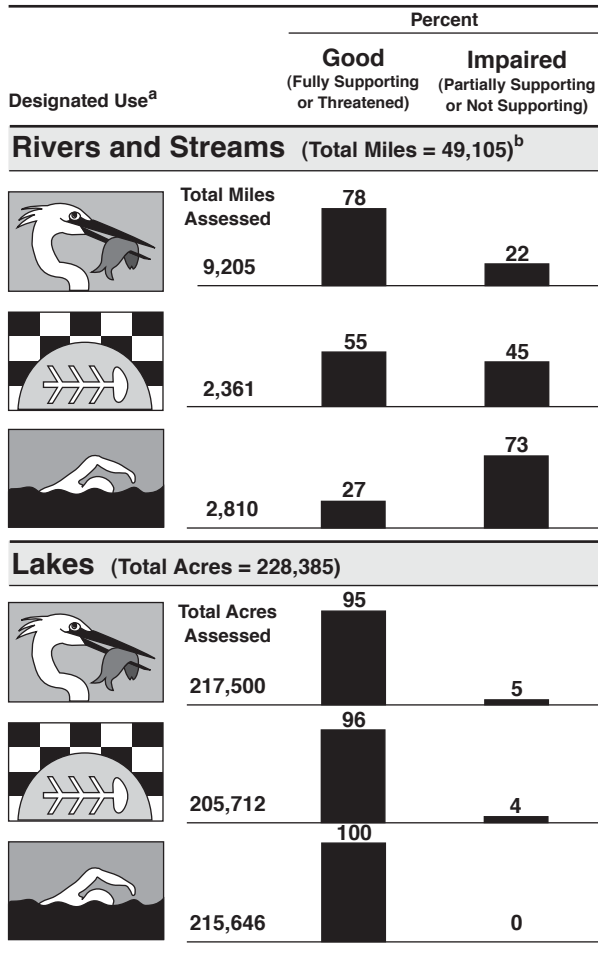 Percent
Good
Impaired
(Fully Supporting
or Threatened)
(Partially Supporting
or Not Supporting)
Designated Useᵃ
Rivers and Streams (Total Miles = 49,105)ᵇ
Total Miles
Assessed
78
22
9,205
55
45
2,361
27
73
2,810
Lakes (Total Acres = 228,385)
Total Acres
Assessed
95
5
217,500
96
4
205,712
100
0
215,646